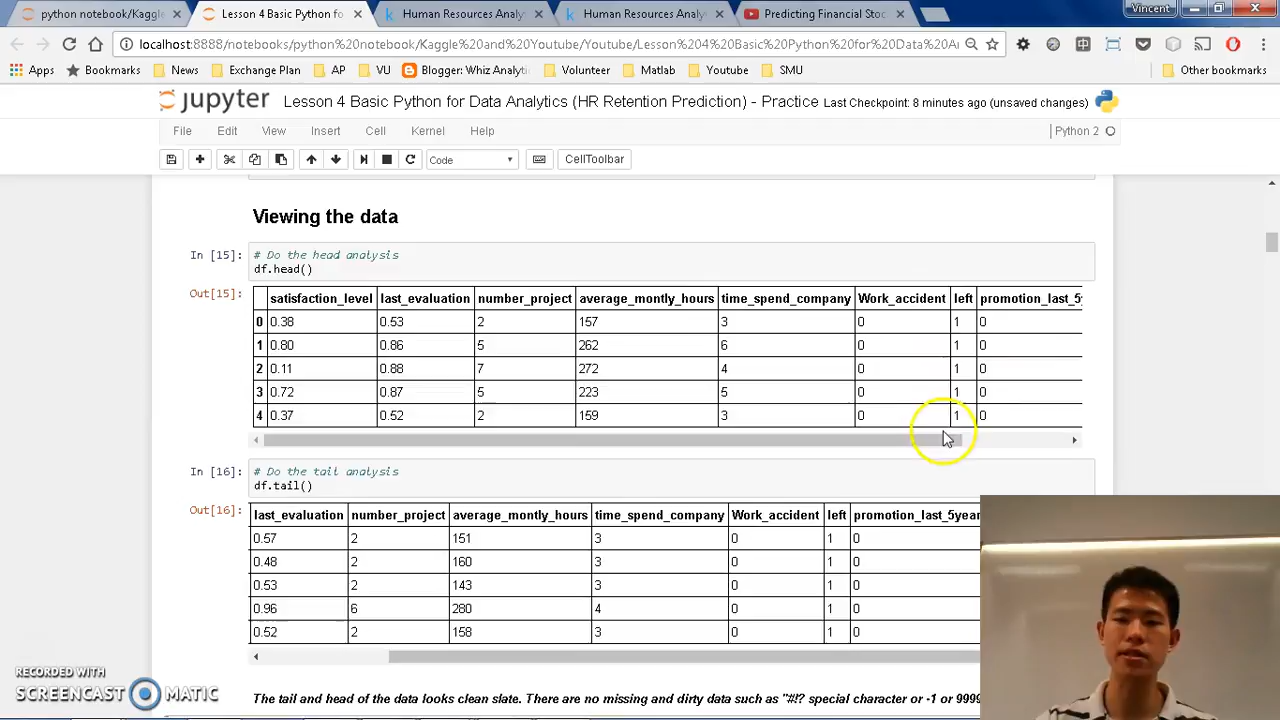 python notebook/Kaggle
Lesson 4 Basic Python fo
Human Resources Analy
Human Resources Analy
Predicting Financial Stoc
Vincent
localhost:8888/notebooks/python%20notebook/Kagg　%20and%20Youtube/Youtube/Lesson%204%20Basic%20Python%20for%20Data%20A
Apps
Bookmarks
News
Exchange Plan
AP
VU
Blogger: Whiz Analytic
Volunteer
Matlab
Youtube
SMU
Other bookmarks
jupyter Lesson 4 Basic Python for Data Analytics (HR Retention Prediction) - Practice un checkpoint: 8 minutes ago (unsaved changes)
File Edit View Insert Cell Kernel Help
Python 2
Code
CellToolbar
Viewing the data
In [15]:
# Do the head analysis
df.head()
Out[15]:
satisfaction_level last_evaluation number_project average_montly_hours time_spend_company Work_accident left promotion_last_5y
0 0.38 0.53 2 157 3 0 1 0
1 0.80 0.86 5 262 6 0 1 0
2 0.11 0.88 7 272 4 0 1 0
3 0.72 0.87 5 223 5 0 1 0
4 0.37 0.52 2 159 3 0 1 0
In [16]:
# Do the tail analysis
df.tail()
Out[16]:
last_evaluation number_project average_montly_hours time_spend_company Work_accident left promotion_last_5year
0.57 2 151 3 0 1 0
0.48 2 160 3 0 1 0
0.53 2 143 3 0 1 0
0.96 6 280 4 0 1 0
0.52 2 158 3 0 1 0
The tail and head of the data looks clean slate. There are no missing and dirty data such as "#!? special character or -1 or 9999
RECORDED WITH
SCREENCAST MATIC